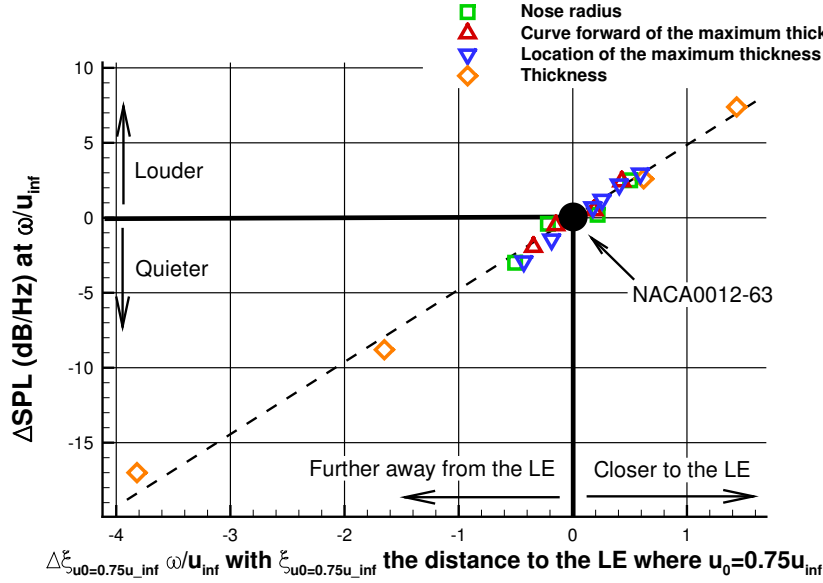 Nose radius
Curve forward of the maximum thick
Location of the maximum thickness
Thickness
10
5
0
-5
-10
-15
ΔSPL (dB/Hz) at ω/u_inf
Louder
Quieter
NACA0012-63
Further away from the LE
Closer to the LE
-4 -3 -2 -1 0 1
Δξ_u0=0.75u_inf ω/u_inf with ξ_u0=0.75u_inf the distance to the LE where u_0=0.75u_inf